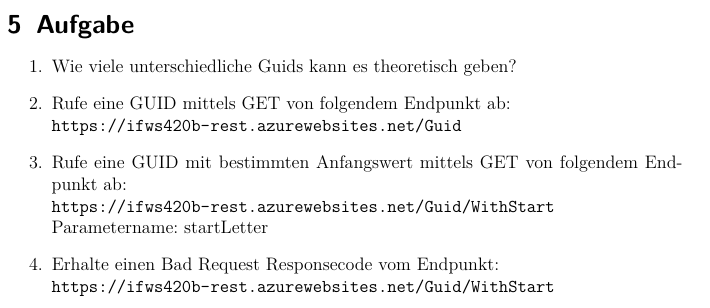 5 Aufgabe
1. Wie viele unterschiedliche Guids kann es theoretisch geben?
2. Rufe eine GUID mittels GET von folgendem Endpunkt ab:
https://ifws420b-rest.azurewebsites.net/Guid
3. Rufe eine GUID mit bestimmten Anfangswert mittels GET von folgendem End-
punkt ab:
https://ifws420b-rest.azurewebsites.net/Guid/WithStart
Parametername: startLetter
4. Erhalte einen Bad Request Responsecode vom Endpunkt:
https://ifws420b-rest.azurewebsites.net/Guid/WithStart